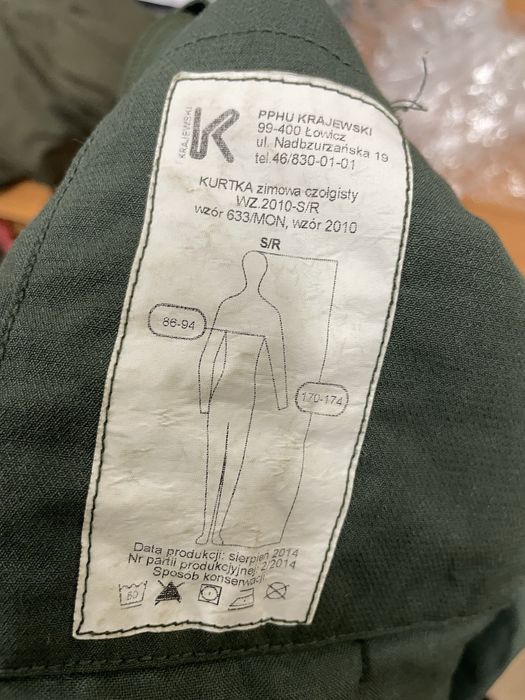 KRAJEWSKI
K
PPHU KRAJEWSKI
99-400 Łowicz
ul. Nadbzurzańska 19
tel.46/830-01-01
KURTKA zimowa czołgisty
WZ.2010-S/R
wzór 633/MON, wzór 2010
S/R
86-94
170-174
Data produkcji: sierpień 2014
Nr partii produkcyjnej: 2/2014
Sposób konserwacji
60